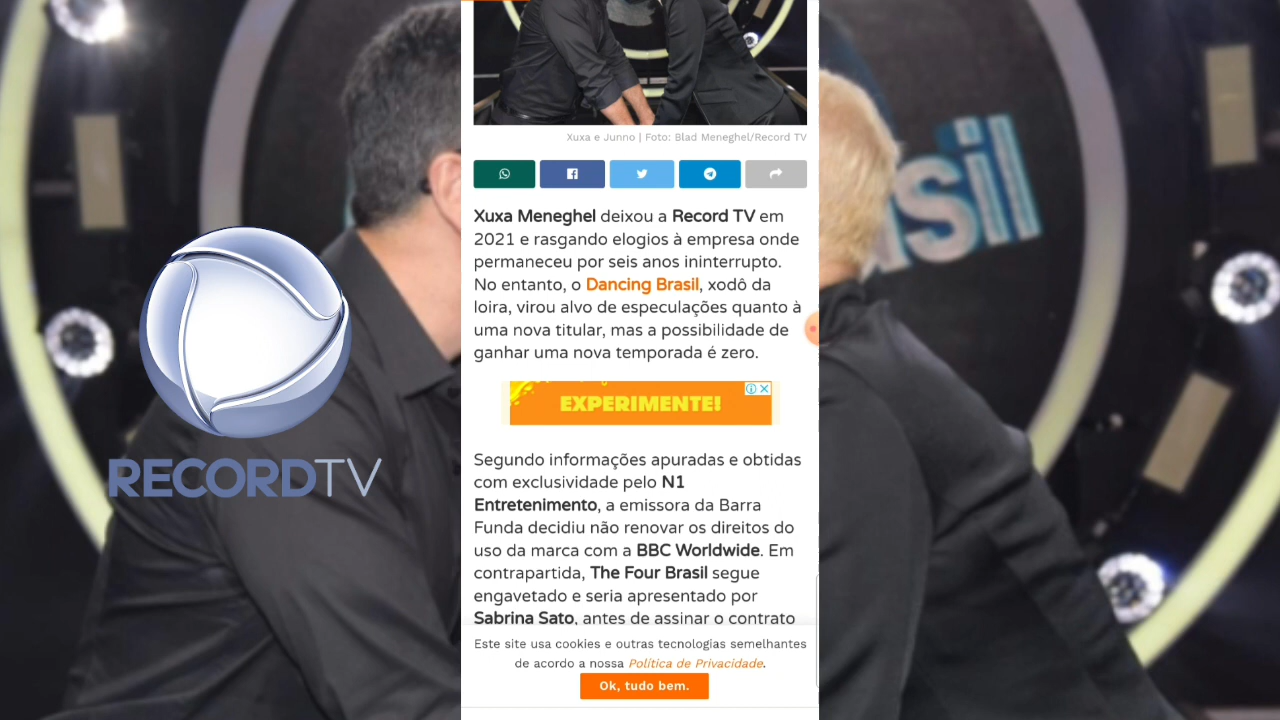 Xuxa e Junno | Foto: Blad Meneghel/Record TV
Xuxa Meneghel deixou a Record TV em
2021 e rasgando elogios à empresa onde
permaneceu por seis anos ininterrupto.
No entanto, o Dancing Brasil, xodô da
loira, virou alvo de especulações quanto à
uma nova titular, mas a possibilidade de
ganhar uma nova temporada é zero.
EXPERIMENTE!
Segundo informações apuradas e obtidas
com exclusividade pelo N1
Entretenimento, a emissora da Barra
Funda decidiu não renovar os direitos do
uso da marca com a BBC Worldwide. Em
contrapartida, The Four Brasil segue
engavetado e seria apresentado por
Sabrina Sato, antes de assinar o contrato
Este site usa cookies e outras tecnologias semelhantes
de acordo a nossa Política de Privacidade.
Ok, tudo bem.
RECORDTV
asil